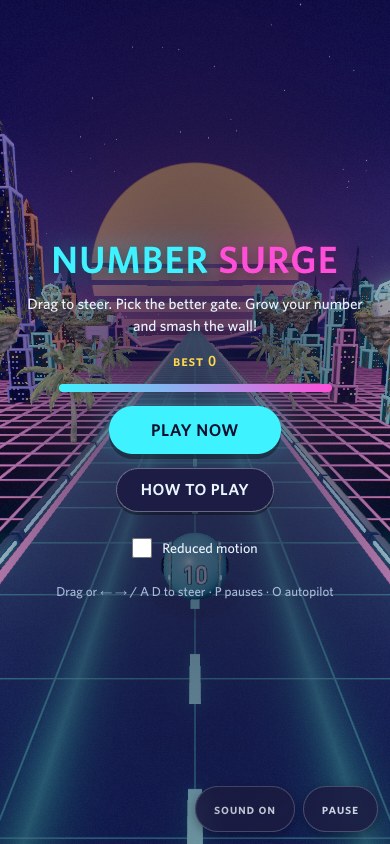 NUMBER SURGE
Drag to steer. Pick the better gate. Grow your number
and smash the wall!
BEST 0
PLAY NOW
HOW TO PLAY
Reduced motion
10
Drag or ← → / A D to steer · P pauses · O autopilot
SOUND ON
PAUSE